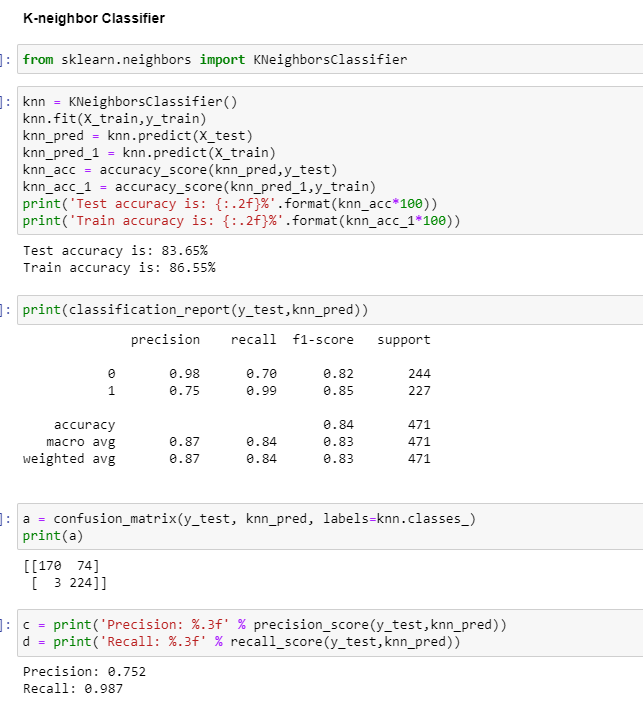 K-neighbor Classifier
]: from sklearn.neighbors import KNeighborsClassifier
]: knn = KNeighborsClassifier()
knn.fit(X_train,y_train)
knn_pred = knn.predict(X_test)
knn_pred_1 = knn.predict(X_train)
knn_acc = accuracy_score(knn_pred,y_test)
knn_acc_1 = accuracy_score(knn_pred_1,y_train)
print('Test accuracy is: {:.2f}%'.format(knn_acc*100))
print('Train accuracy is: {:.2f}%'.format(knn_acc_1*100))
Test accuracy is: 83.65%
Train accuracy is: 86.55%
]: print(classification_report(y_test,knn_pred))
precision recall f1-score support
0 0.98 0.70 0.82 244
1 0.75 0.99 0.85 227
accuracy 0.84 471
macro avg 0.87 0.84 0.83 471
weighted avg 0.87 0.84 0.83 471
]: a = confusion_matrix(y_test, knn_pred, labels=knn.classes_)
print(a)
[[170 74]
[ 3 224]]
]: c = print('Precision: %.3f' % precision_score(y_test,knn_pred))
d = print('Recall: %.3f' % recall_score(y_test,knn_pred))
Precision: 0.752
Recall: 0.987